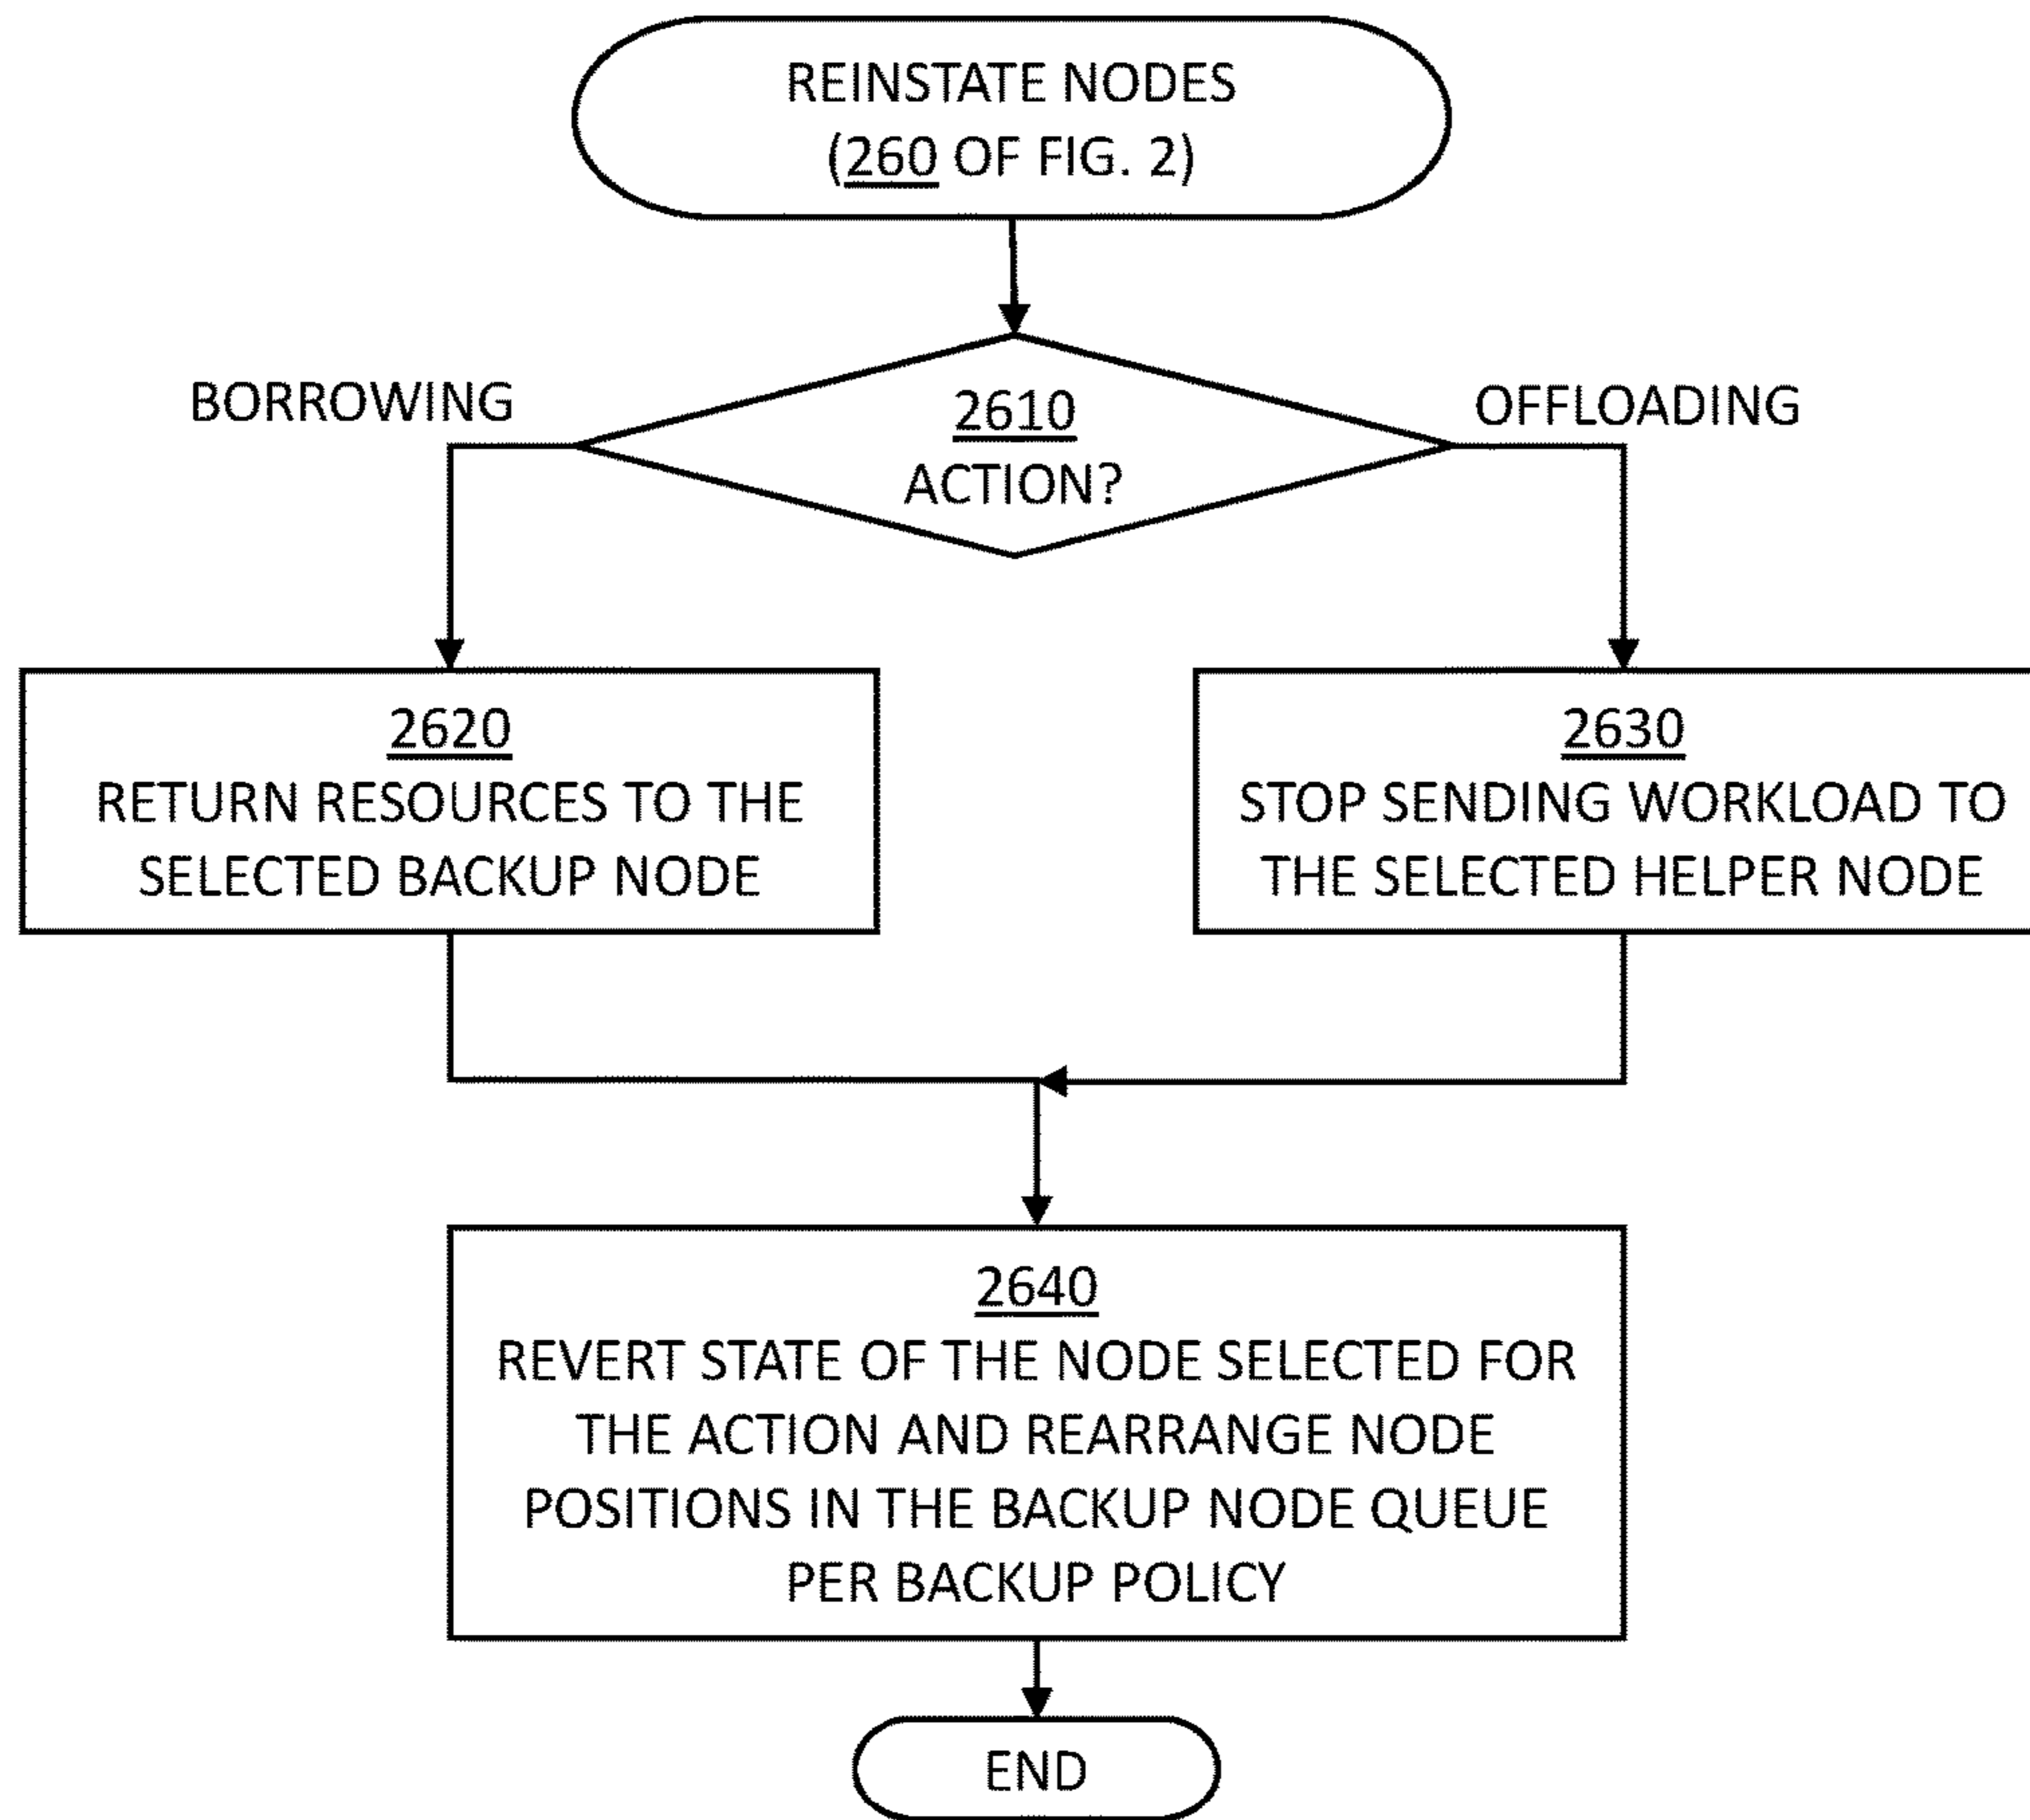 REINSTATE NODES
(260 OF FIG. 2)
BORROWING
2610
ACTION?
OFFLOADING
2620
RETURN RESOURCES TO THE
SELECTED BACKUP NODE
2630
STOP SENDING WORKLOAD TO
THE SELECTED HELPER NODE
2640
REVERT STATE OF THE NODE SELECTED FOR
THE ACTION AND REARRANGE NODE
POSITIONS IN THE BACKUP NODE QUEUE
PER BACKUP POLICY
END